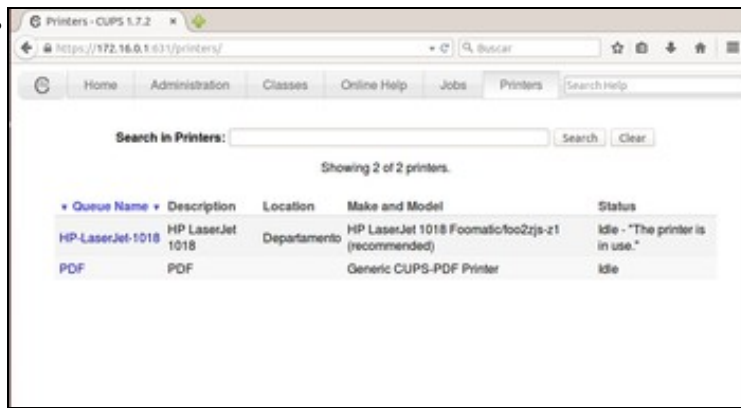 Printers - CUPS 1.7.2
https://172.16.0.1:631/printers/
Buscar
Home Administration Classes Online Help Jobs Printers Search Help
Search in Printers: Search Clear
Showing 2 of 2 printers.
▼ Queue Name ▼ Description Location Make and Model Status
HP-LaserJet-1018 HP LaserJet 1018 Departamento HP LaserJet 1018 Foomatic/foo2zjs-z1 (recommended) Idle - "The printer is in use."
PDF PDF Generic CUPS-PDF Printer Idle